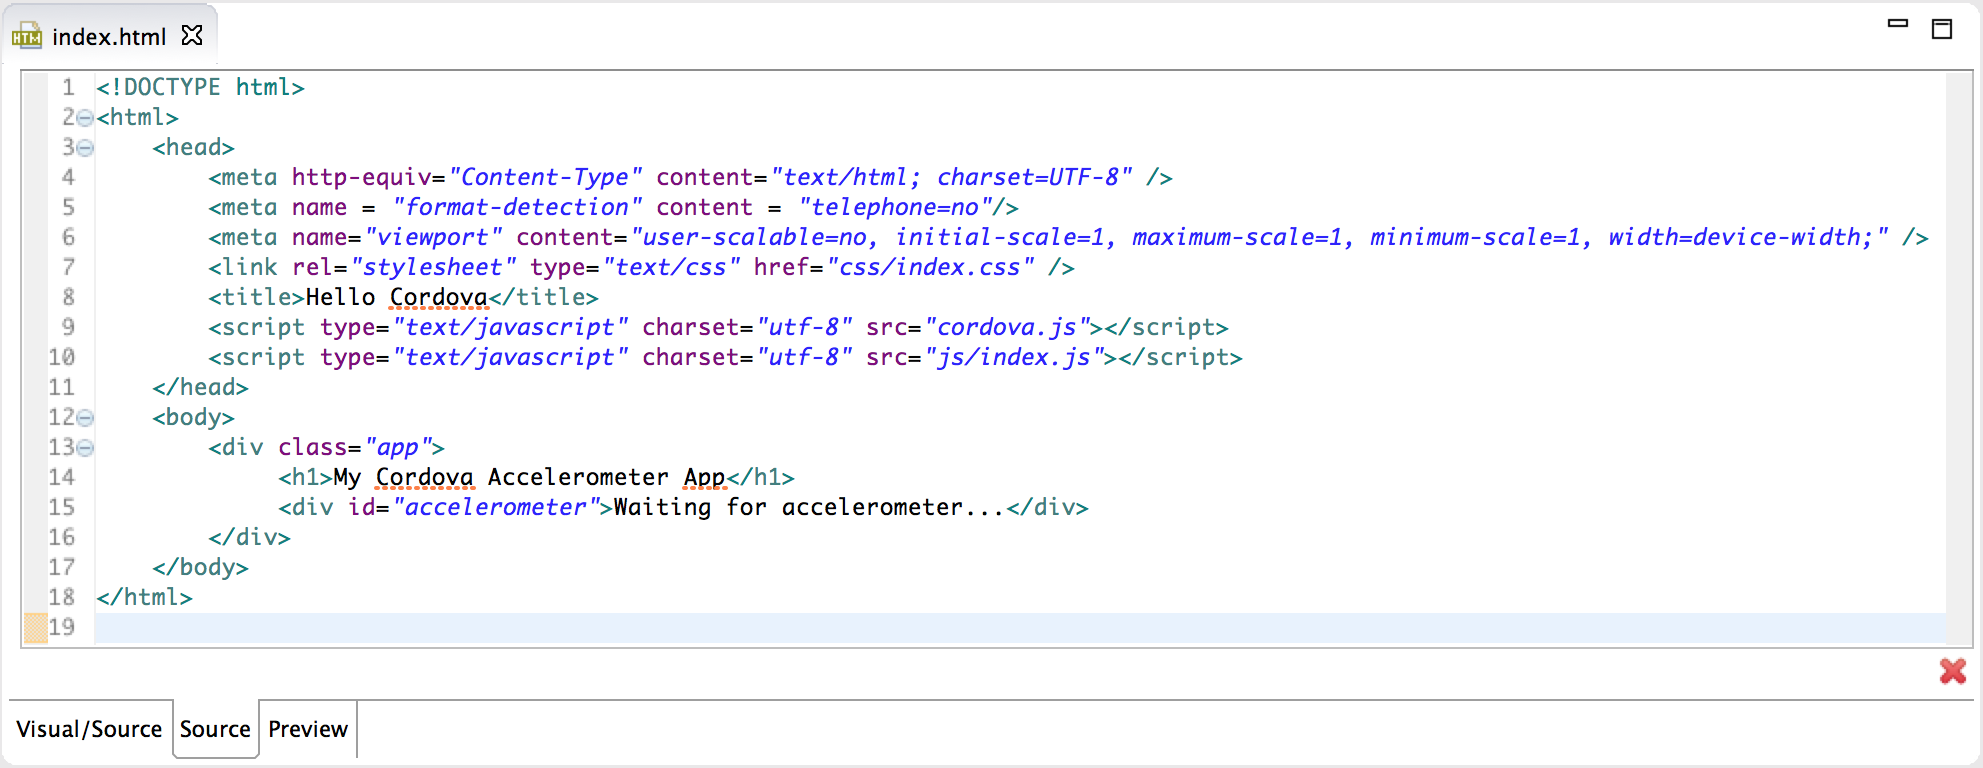 index.html
1 <!DOCTYPE html>
2 <html>
3     <head>
4         <meta http-equiv="Content-Type" content="text/html; charset=UTF-8" />
5         <meta name = "format-detection" content = "telephone=no"/>
6         <meta name="viewport" content="user-scalable=no, initial-scale=1, maximum-scale=1, minimum-scale=1, width=device-width;" />
7         <link rel="stylesheet" type="text/css" href="css/index.css" />
8         <title>Hello Cordova</title>
9         <script type="text/javascript" charset="utf-8" src="cordova.js"></script>
10         <script type="text/javascript" charset="utf-8" src="js/index.js"></script>
11     </head>
12     <body>
13         <div class="app">
14              <h1>My Cordova Accelerometer App</h1>
15              <div id="accelerometer">Waiting for accelerometer...</div>
16         </div>
17     </body>
18 </html>
19
Visual/Source Source Preview